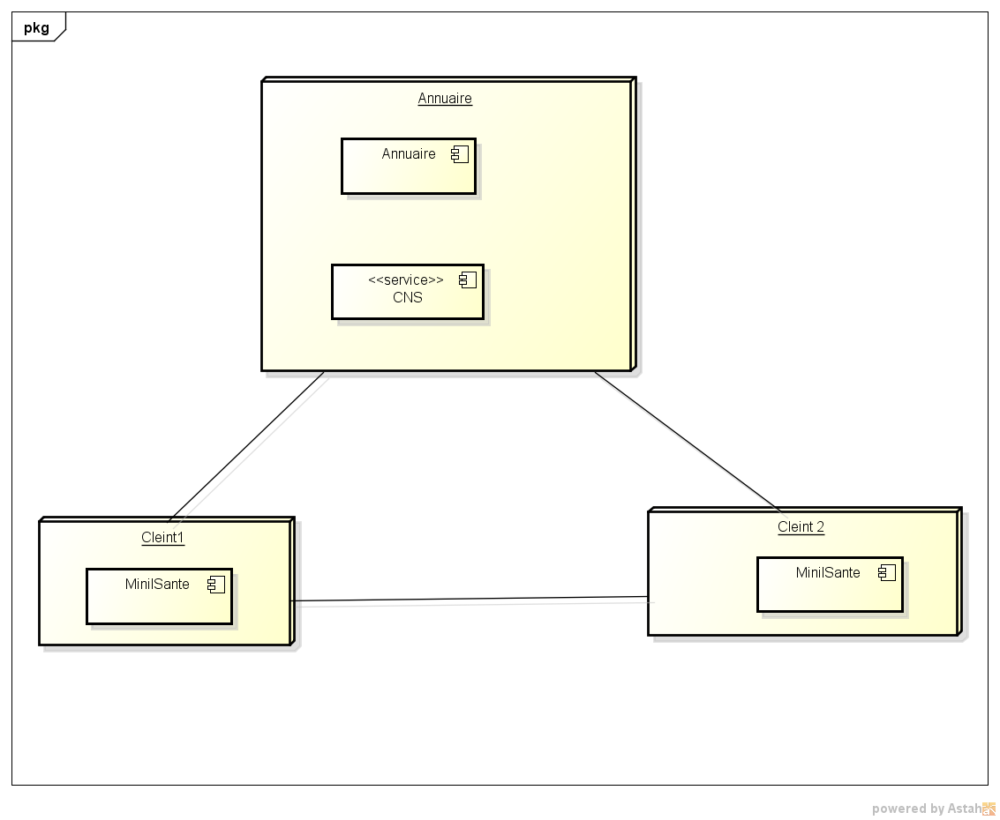 pkg
Annuaire
Annuaire
<<service>>
CNS
Cleint1
MinilSante
Cleint 2
MinilSante
powered by Astah